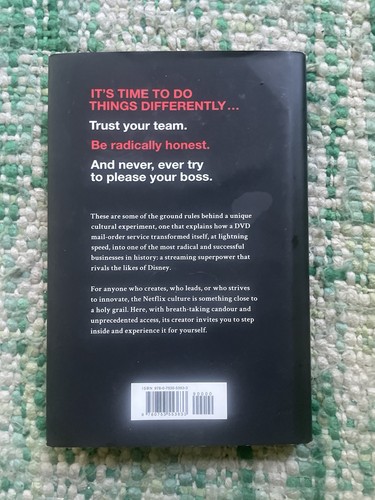 IT'S TIME TO DO
THINGS DIFFERENTLY...
Trust your team.
Be radically honest.
And never, ever try
to please your boss.
These are some of the ground rules behind a unique
cultural experiment, one that explains how a DVD
mail-order service transformed itself, at lightning
speed, into one of the most radical and successful
businesses in history: a streaming superpower that
rivals the likes of Disney.
For anyone who creates, who leads, or who strives
to innovate, the Netflix culture is something close to
a holy grail. Here, with breath-taking candour and
unprecedented access, its creator invites you to step
inside and experience it for yourself.
ISBN